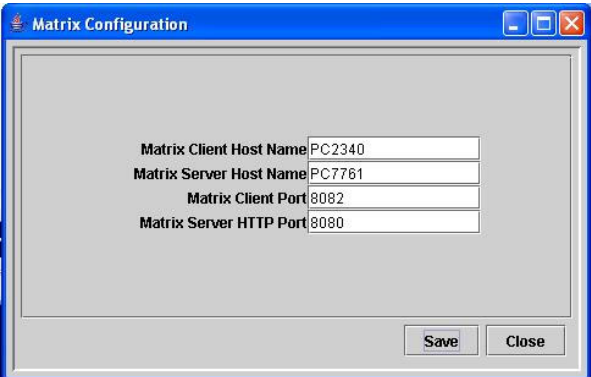 Matrix Configuration
Matrix Client Host Name PC2340
Matrix Server Host Name PC7761
Matrix Client Port 8082
Matrix Server HTTP Port 8080
Save Close